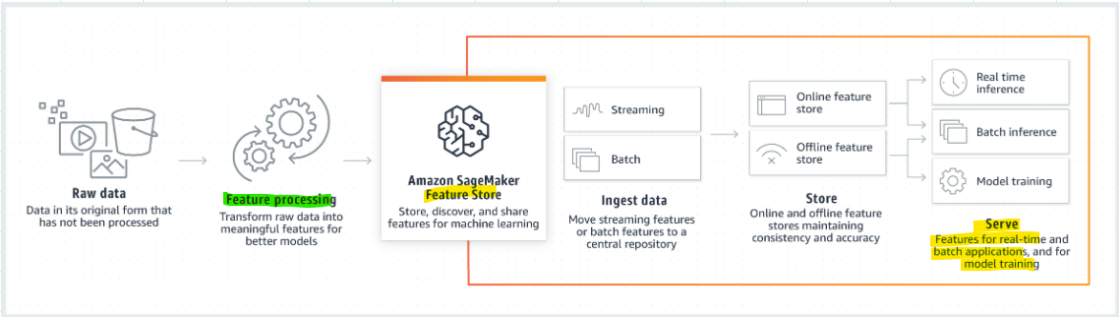 Raw data
Data in its original form that
has not been processed
Feature processing
Transform raw data into
meaningful features for
better models
Amazon SageMaker
Feature Store
Store, discover, and share
features for machine learning
Streaming
Batch
Ingest data
Move streaming features
or batch features to a
central repository
Online feature
store
Offline feature
store
Store
Online and offline feature
stores maintaining
consistency and accuracy
Real time
inference
Batch inference
Model training
Serve
Features for real-time and
batch applications, and for
model training